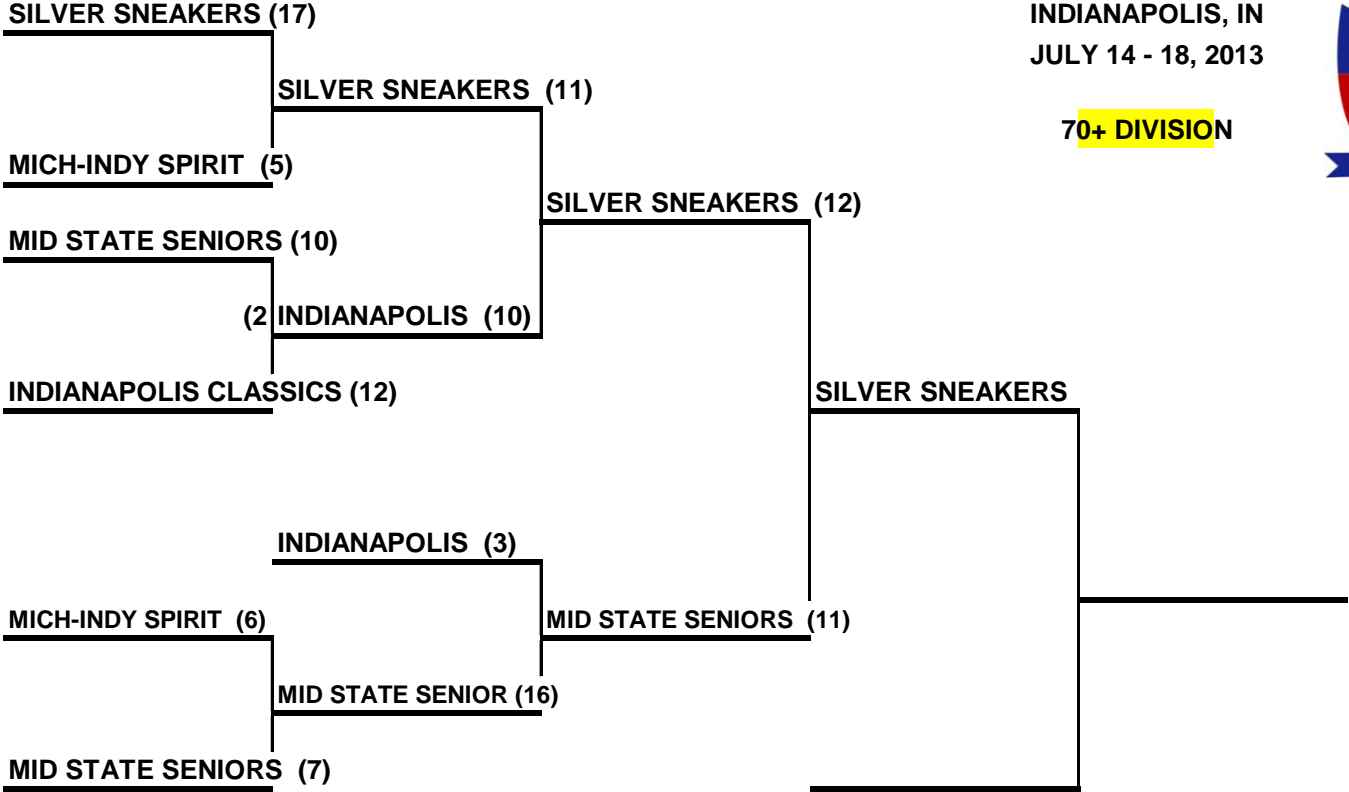 SILVER SNEAKERS (17)
INDIANAPOLIS, IN
JULY 14 - 18, 2013
SILVER SNEAKERS (11)
70+ DIVISION
MICH-INDY SPIRIT (5)
SILVER SNEAKERS (12)
MID STATE SENIORS (10)
(2 INDIANAPOLIS (10)
INDIANAPOLIS CLASSICS (12)
SILVER SNEAKERS
INDIANAPOLIS (3)
MICH-INDY SPIRIT (6)
MID STATE SENIORS (11)
MID STATE SENIOR (16)
MID STATE SENIORS (7)